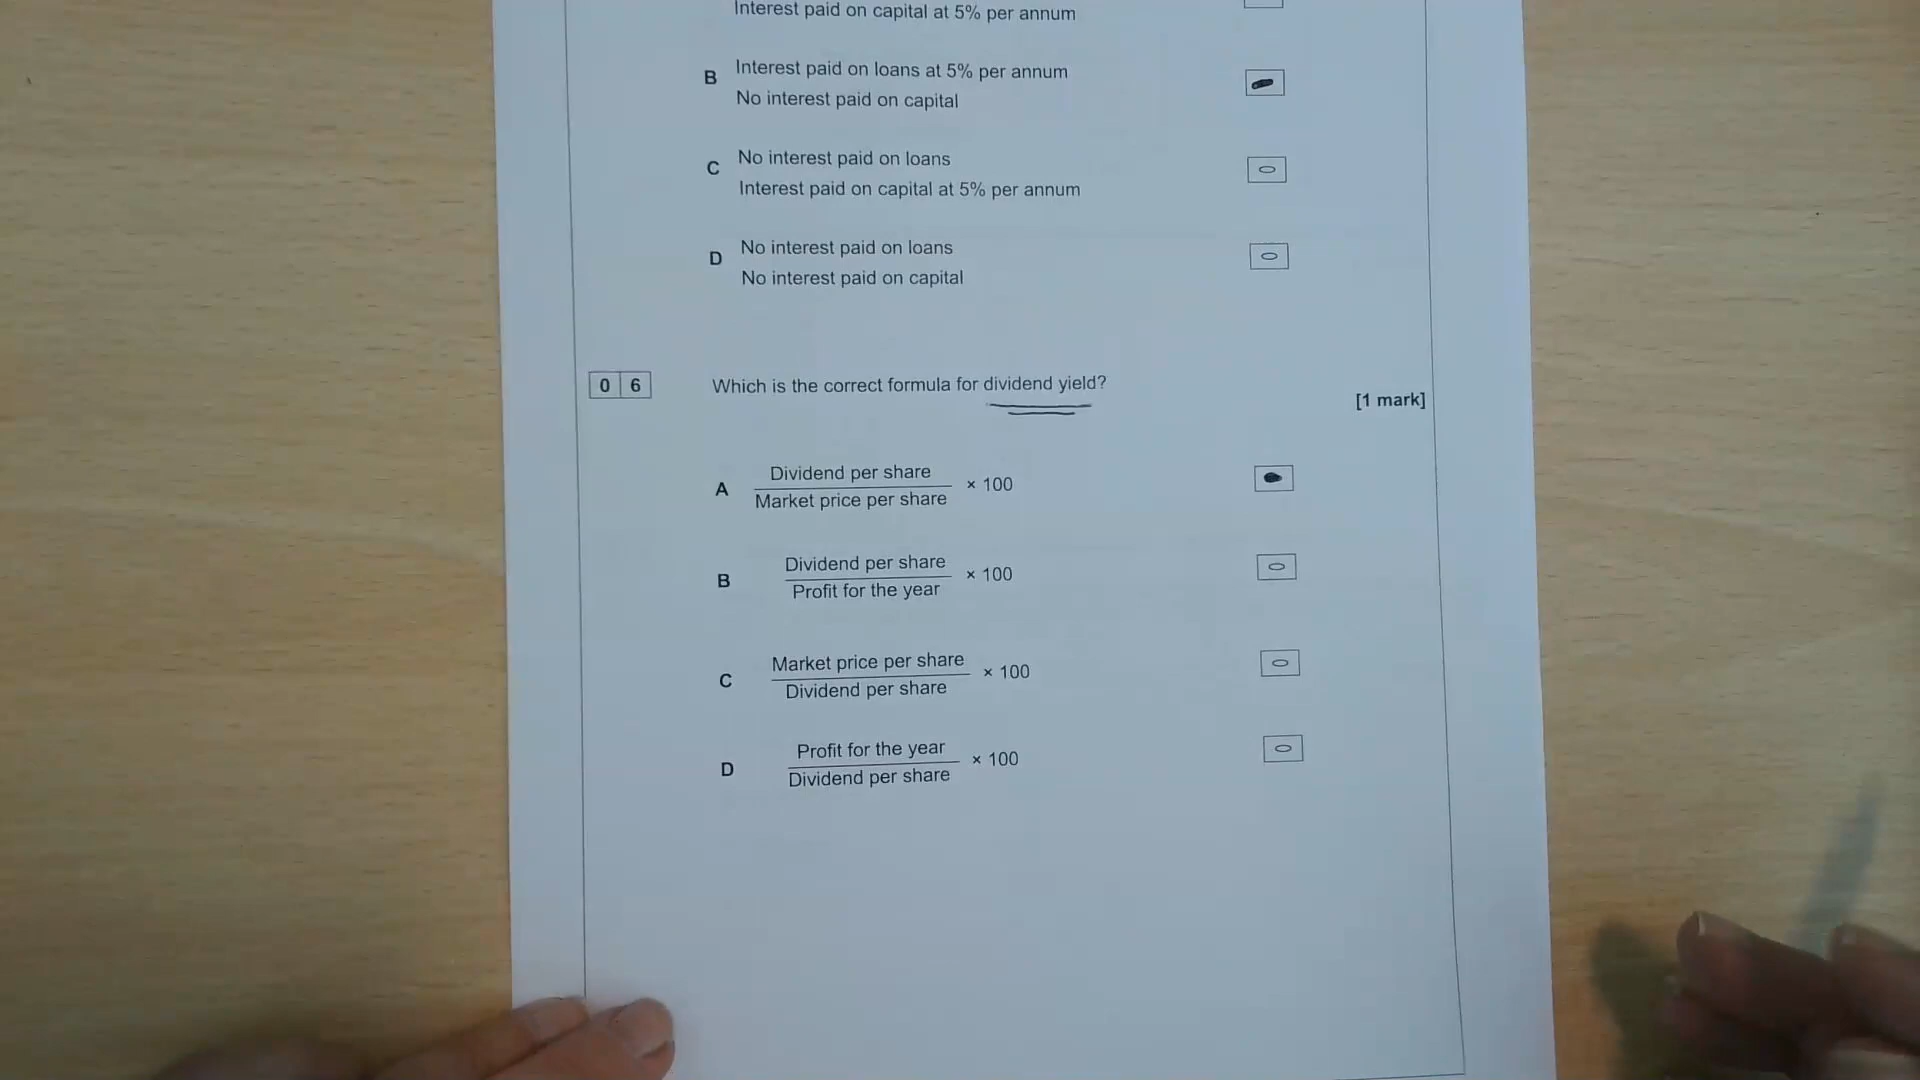 Interest paid on capital at 5% per annum
B Interest paid on loans at 5% per annum
No interest paid on capital
C No interest paid on loans
Interest paid on capital at 5% per annum
D No interest paid on loans
No interest paid on capital
0 6 Which is the correct formula for dividend yield?
[1 mark]
A Dividend per share
Market price per share × 100
B Dividend per share
Profit for the year × 100
C Market price per share
Dividend per share × 100
D Profit for the year
Dividend per share × 100